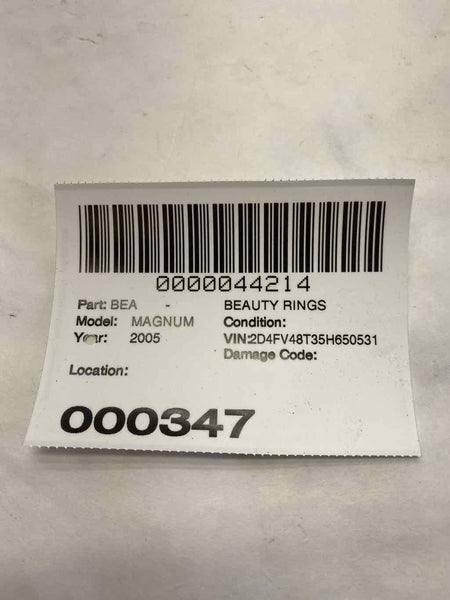 0000044214
Part: BEA - BEAUTY RINGS
Model: MAGNUM Condition:
Year: 2005 VIN:2D4FV48T35H650531
Damage Code:
Location:
000347